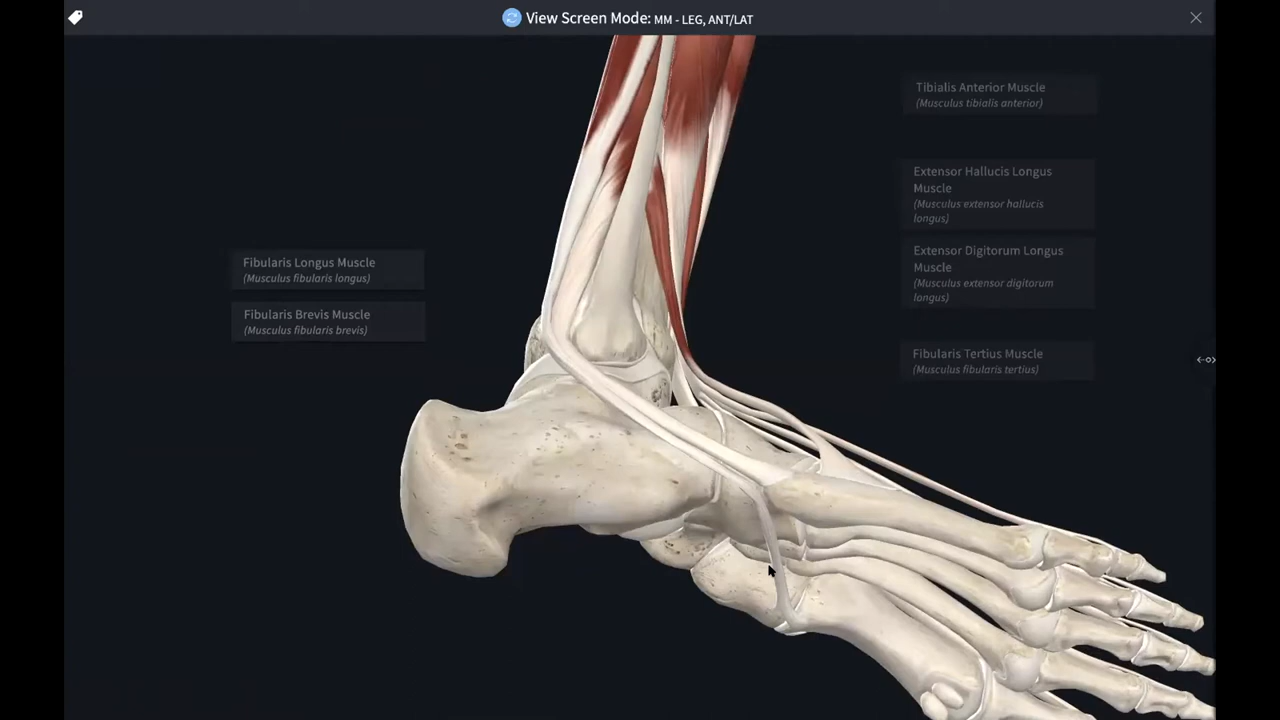 View Screen Mode: MM - LEG, ANT/LAT
Tibialis Anterior Muscle
(Musculus tibialis anterior)
Extensor Hallucis Longus
Muscle
(Musculus extensor hallucis
longus)
Extensor Digitorum Longus
Muscle
(Musculus extensor digitorum
longus)
Fibularis Tertius Muscle
(Musculus fibularis tertius)
Fibularis Longus Muscle
(Musculus fibularis longus)
Fibularis Brevis Muscle
(Musculus fibularis brevis)